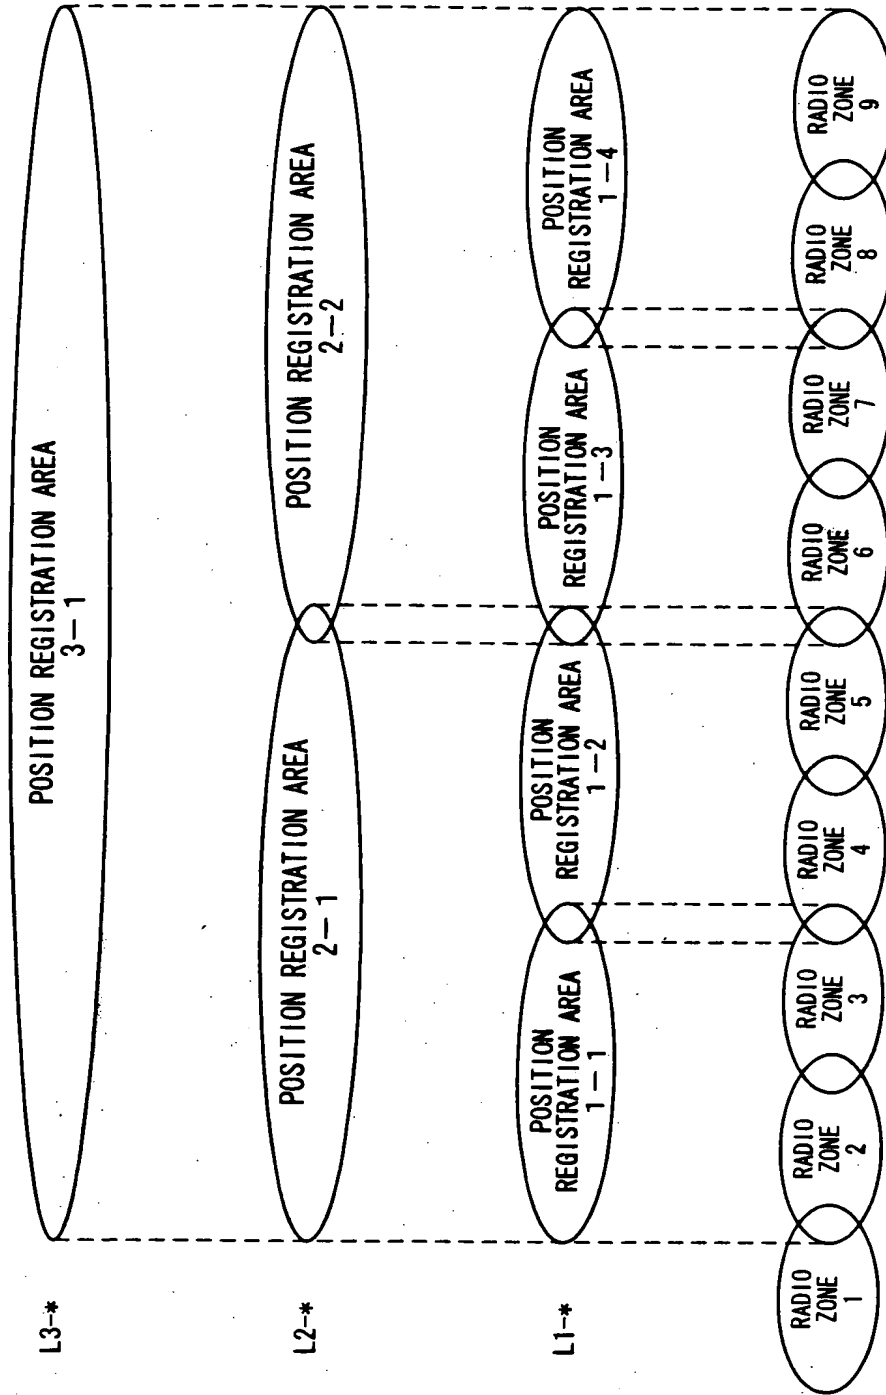 L3-*
POSITION REGISTRATION AREA
3-1
L2-*
POSITION REGISTRATION AREA
2-1
POSITION REGISTRATION AREA
2-2
L1-*
POSITION
REGISTRATION AREA
1-1
POSITION
REGISTRATION AREA
1-2
POSITION
REGISTRATION AREA
1-3
POSITION
REGISTRATION AREA
1-4
RADIO
ZONE
1
RADIO
ZONE
2
RADIO
ZONE
3
RADIO
ZONE
4
RADIO
ZONE
5
RADIO
ZONE
6
RADIO
ZONE
7
RADIO
ZONE
8
RADIO
ZONE
9